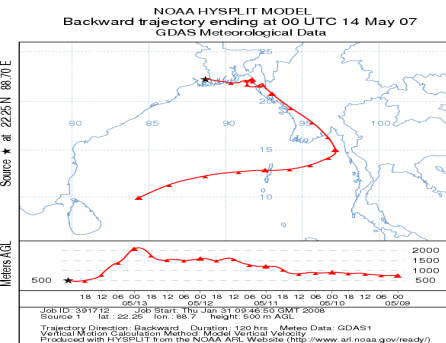 NOAA HYSPLIT MODEL
Backward trajectory ending at 00 UTC 14 May 07
GDAS Meteorological Data
Source ★ at 22.25 N 88.70 E
25
20
80 85 90 95 100
15
10
Meters AGL
500
2000
1500
1000
500
18 12 06 00 18 12 06 00 18 12 06 00 18 12 06 00 18 12 06 00
05/13 05/12 05/11 05/10 05/09
Job ID: 391712 Job Start: Thu Jan 31 09:46:50 GMT 2008
Source 1 lat.: 22.25 lon.: 88.7 height: 500 m AGL
Trajectory Direction: Backward Duration: 120 hrs Meteo Data: GDAS1
Vertical Motion Calculation Method: Model Vertical Velocity
Produced with HYSPLIT from the NOAA ARL Website (http://www.arl.noaa.gov/ready/)